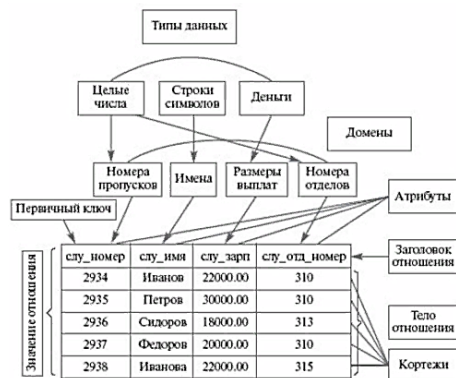 Типы данных
Целые
числа
Строки
символов
Деньги
Домены
Номера
пропусков
Имена
Размеры
выплат
Номера
отделов
Атрибуты
Первичный ключ
Заголовок
отношения
слу_номер слу_имя слу_зарп слу_отд_номер
2934 Иванов 22000.00 310
2935 Петров 30000.00 310
2936 Сидоров 18000.00 313
2937 Федоров 20000.00 310
2938 Иванова 22000.00 315
Значение отношения
Тело
отношения
Кортежи